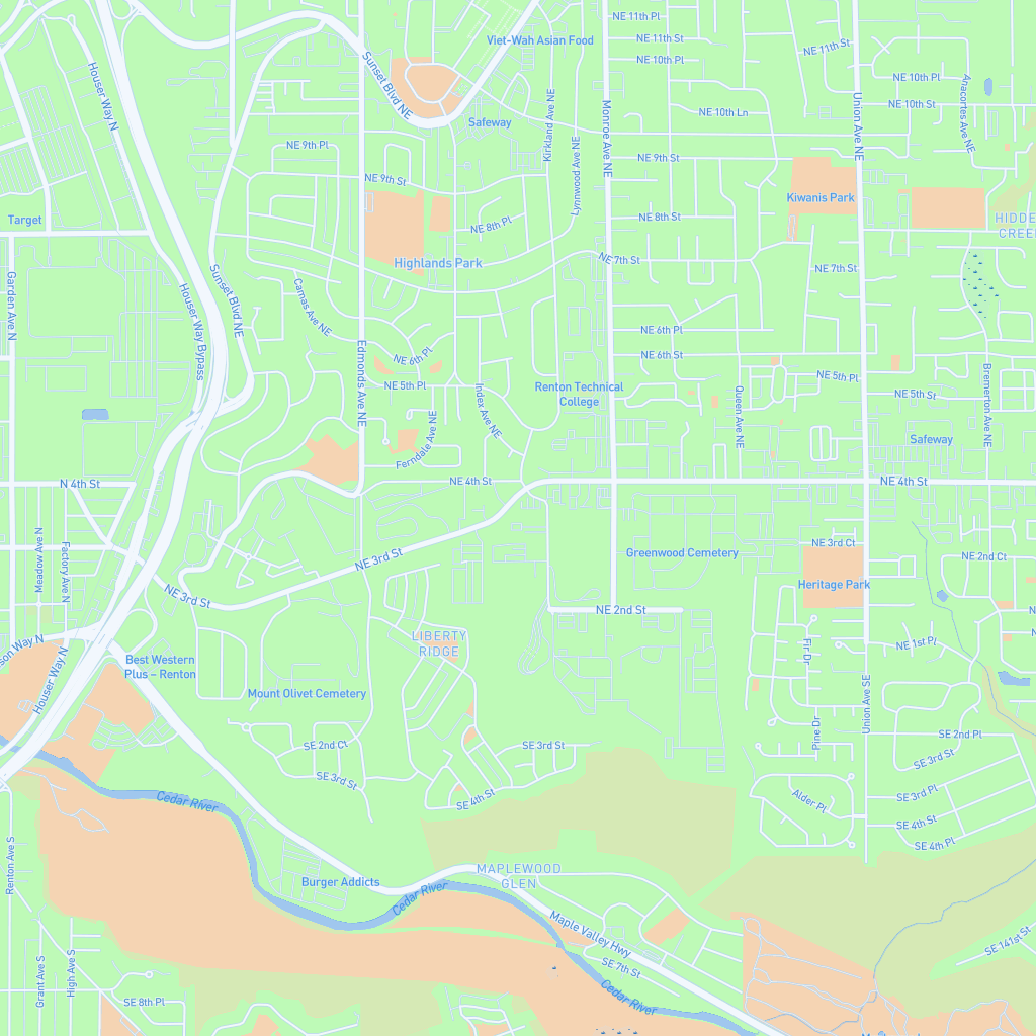 NE 11th Pl
Viet-Wah Asian Food
NE 11th St
NE 11th St
NE 10th Pl
Houser Way N
Sunset Blvd NE
NE 10th Pl
Anacortes Ave NE
NE 10th St
Monroe Ave NE
Kirkland Ave NE
Union Ave NE
NE 10th Ln
Safeway
NE 9th Pl
Lynnwood Ave NE
NE 9th St
NE 9th St
Kiwanis Park
Target
NE 8th Pl
NE 8th St
HIDDE
CREE
Highlands Park
NE 7th St
NE 7th St
Garden Ave N
Houser Way Bypass
Sunset Blvd NE
Camas Ave NE
NE 6th Pl
NE 6th Pl
NE 6th St
Edmonds Ave NE
NE 5th Pl
NE 5th Pl
Renton Technical
College
Index Ave NE
Queen Ave NE
NE 5th St
Bremerton Ave NE
Ferndale Ave NE
Safeway
N 4th St
NE 4th St
NE 4th St
Meadow Ave N
Factory Ave N
NE 3rd St
Greenwood Cemetery
NE 3rd Ct
NE 2nd Ct
NE 3rd St
Heritage Park
NE 2nd St
LIBERTY
RIDGE
son Way N
Houser Way N
Best Western
Plus – Renton
Fir Dr
NE 1st Pl
Mount Olivet Cemetery
Union Ave SE
Pine Dr
SE 2nd Ct
SE 3rd St
SE 2nd Pl
SE 3rd St
SE 3rd St
Cedar River
SE 4th St
Alder Pl
SE 3rd Pl
SE 4th St
SE 4th Pl
Renton Ave S
MAPLEWOOD
GLEN
Burger Addicts
Cedar River
Maple Valley Hwy
SE 141st St
Grant Ave S
High Ave S
SE 7th St
SE 8th Pl
Cedar River